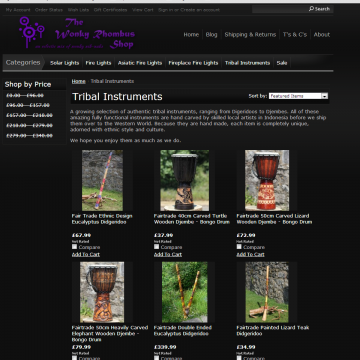 My Account Order Status Wish Lists Gift Certificates View Cart Sign in or Create an account
Search
The
Wonky Rhombus
Shop
Home Blog Shipping & Returns T's & C's About
Categories Solar Lights Fire Lights Asiatic Fire Lights Fireplace Fire Lights Tribal Instruments Sale
Shop by Price
£0.00 - £96.00
£96.00 - £157.00
£157.00 - £218.00
£218.00 - £279.00
£279.00 - £340.00
Home Tribal Instruments
Tribal Instruments
Sort by: Featured Items
A growing selection of authentic tribal instruments, ranging from Digeridoos to Djembes. All of these
amazing fully functional instruments are hand carved by skilled local artists in Indonesia before we ship
them over to the Western World. Because they are hand made, each item is completely unique,
adorned with ethnic style and culture.
We hope you enjoy them as much as we do.
Fair Trade Ethnic Design
Eucalyptus Didgeridoo
£67.99
Not Rated
Compare
Add To Cart
Fairtrade 40cm Carved Turtle
Wooden Djembe - Bongo Drum
£37.99
Not Rated
Compare
Add To Cart
Fairtrade 50cm Carved Lizard
Wooden Djembe - Bongo Drum
£73.99
Not Rated
Compare
Add To Cart
Fairtrade 50cm Heavily Carved
Elephant Wooden Djembe -
Bongo Drum
£79.99
Not Rated
Compare
Fairtrade Double Ended
Eucalyptus Didgeridoo
£339.99
Not Rated
Compare
Fairtrade Painted Lizard Teak
Didgeridoo
£34.99
Not Rated
Compare